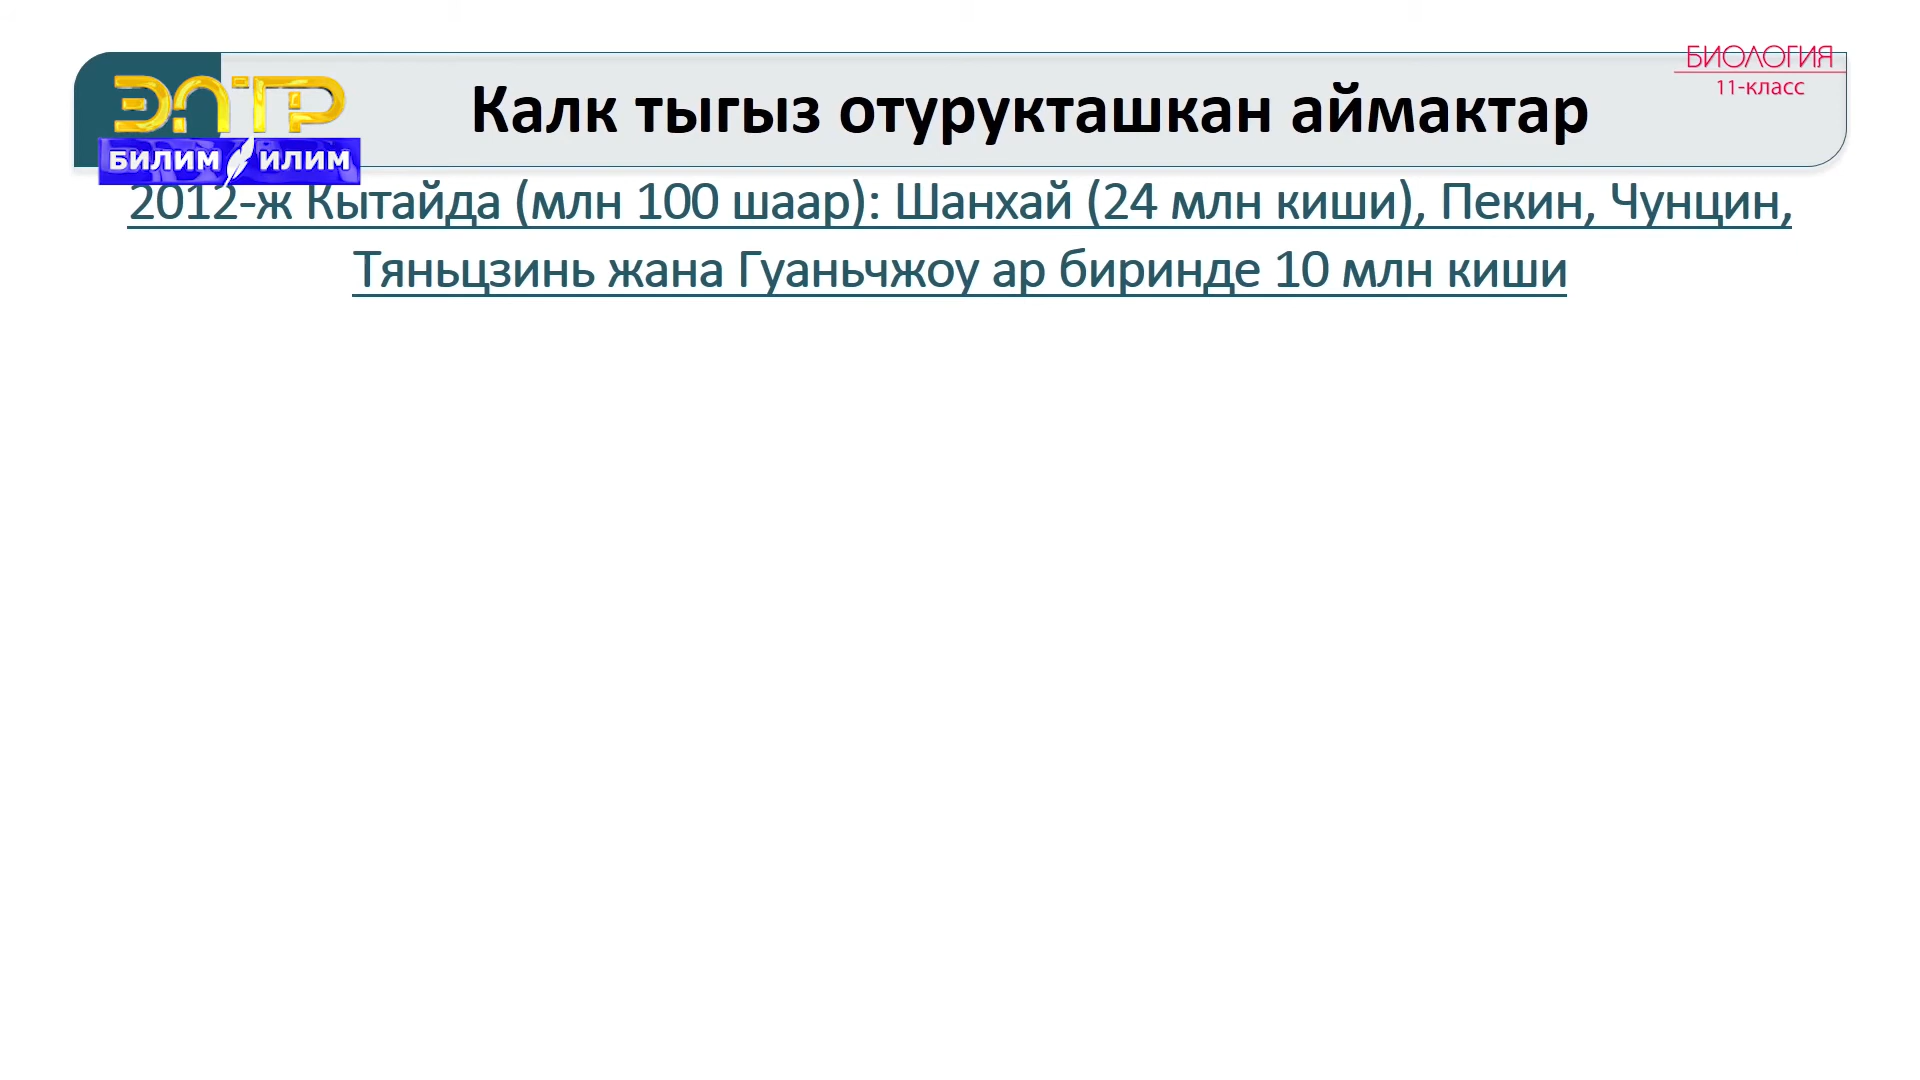 БИОЛОГИЯ
11-класс
ЭЛТР
БИЛИМ ИЛИМ
Калк тыгыз отурукташкан аймактар
2012-ж Кытайда (млн 100 шаар): Шанхай (24 млн киши), Пекин, Чунцин,
Тяньцзинь жана Гуаньчжоу ар биринде 10 млн киши